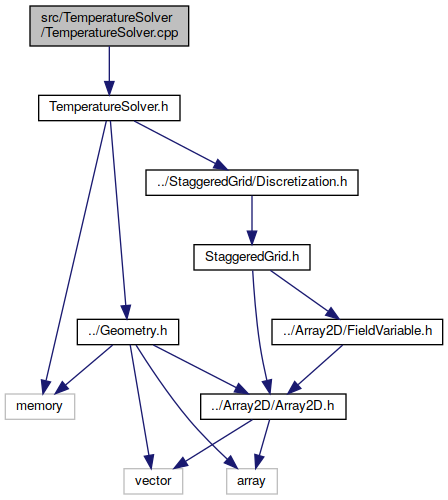 src/TemperatureSolver
/TemperatureSolver.cpp
TemperatureSolver.h
../StaggeredGrid/Discretization.h
StaggeredGrid.h
../Geometry.h
../Array2D/FieldVariable.h
memory
../Array2D/Array2D.h
vector
array